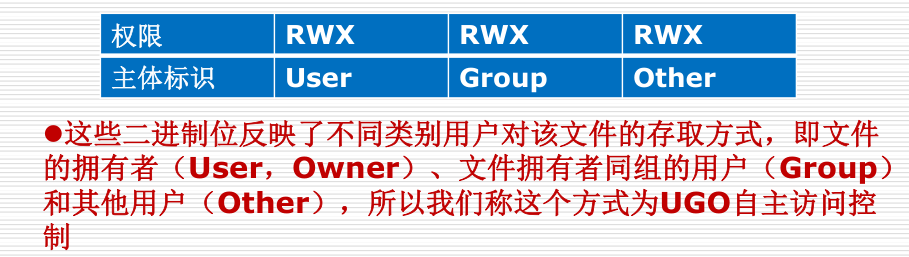 权限 RWX RWX RWX
主体标识 User Group Other
●这些二进制位反映了不同类别用户对该文件的存取方式，即文件
的拥有者（User，Owner）、文件拥有者同组的用户（Group）
和其他用户（Other），所以我们称这个方式为UGO自主访问控
制